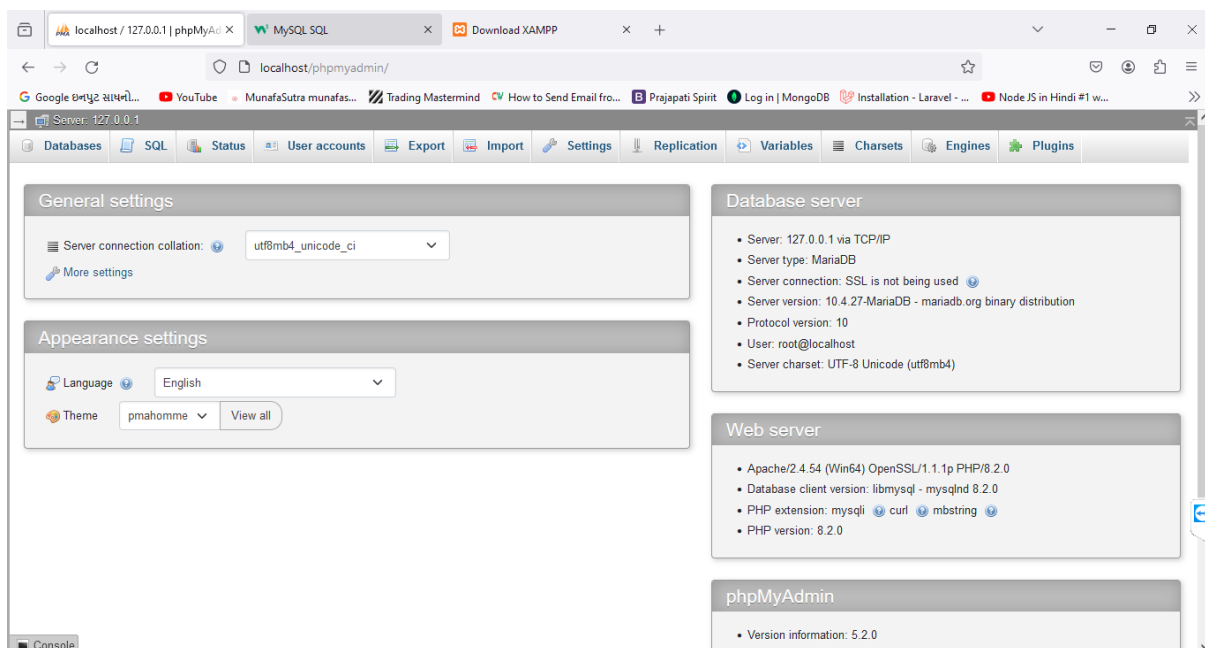 localhost / 127.0.0.1 | phpMyAd
MySQL SQL
Download XAMPP
localhost/phpmyadmin/
Google ઇનપુટ સાધનો...
YouTube
MunafaSutra munafas...
Trading Mastermind
How to Send Email fro...
Prajapati Spirit
Log in | MongoDB
Installation - Laravel - ...
Node JS in Hindi #1 w...
Server: 127.0.0.1
Databases
SQL
Status
User accounts
Export
Import
Settings
Replication
Variables
Charsets
Engines
Plugins
General settings
Server connection collation:
utf8mb4_unicode_ci
More settings
Appearance settings
Language
English
Theme
pmahomme
View all
Database server
• Server: 127.0.0.1 via TCP/IP
• Server type: MariaDB
• Server connection: SSL is not being used
• Server version: 10.4.27-MariaDB - mariadb.org binary distribution
• Protocol version: 10
• User: root@localhost
• Server charset: UTF-8 Unicode (utf8mb4)
Web server
• Apache/2.4.54 (Win64) OpenSSL/1.1.1p PHP/8.2.0
• Database client version: libmysql - mysqlnd 8.2.0
• PHP extension: mysqli curl mbstring
• PHP version: 8.2.0
phpMyAdmin
• Version information: 5.2.0
Console